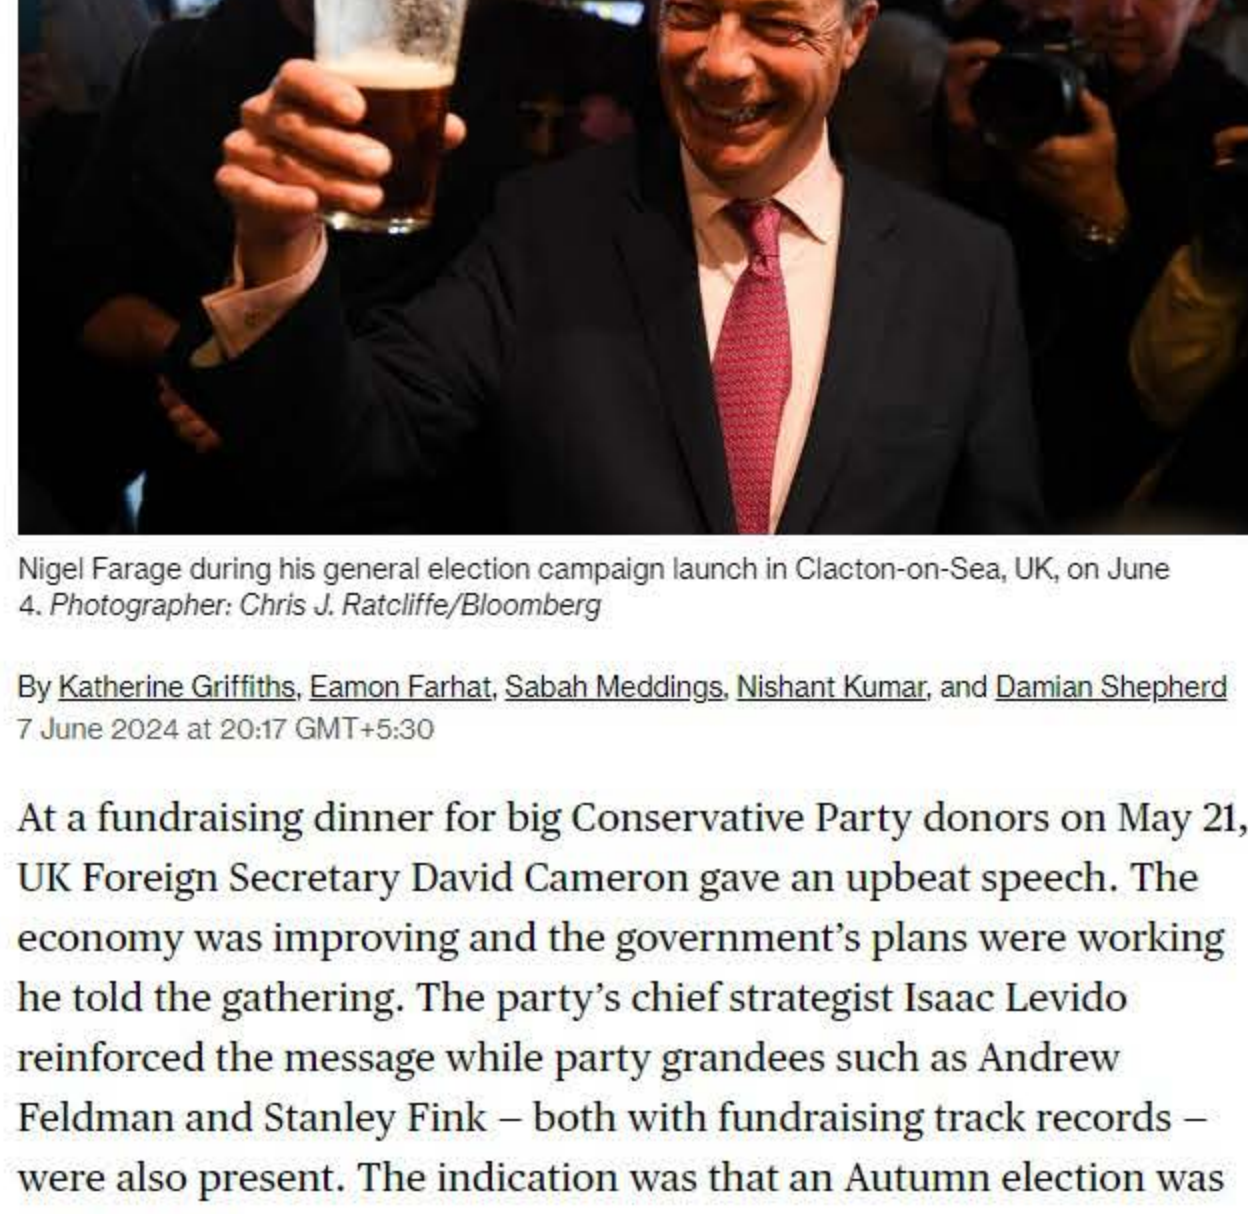 Nigel Farage during his general election campaign launch in Clacton-on-Sea, UK, on June
4. Photographer: Chris J. Ratcliffe/Bloomberg
By Katherine Griffiths, Eamon Farhat, Sabah Meddings, Nishant Kumar, and Damian Shepherd
7 June 2024 at 20:17 GMT+5:30
At a fundraising dinner for big Conservative Party donors on May 21,
UK Foreign Secretary David Cameron gave an upbeat speech. The
economy was improving and the government’s plans were working
he told the gathering. The party’s chief strategist Isaac Levido
reinforced the message while party grandees such as Andrew
Feldman and Stanley Fink – both with fundraising track records –
were also present. The indication was that an Autumn election was